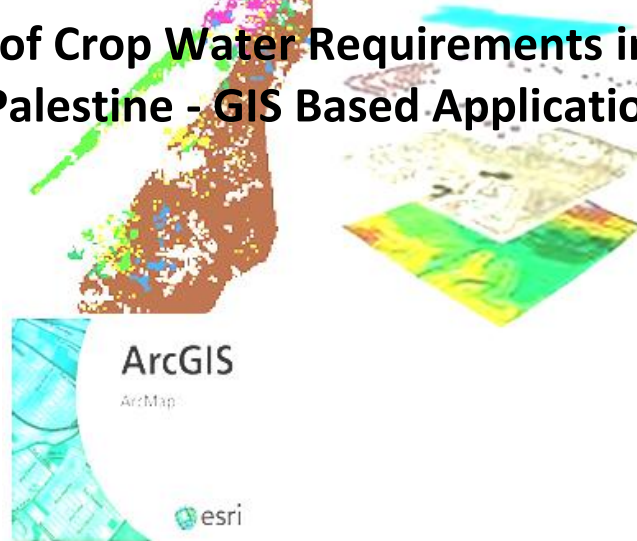 of Crop Water Requirements in
Palestine - GIS Based Applicatio
ArcGIS
ArcMap
esri